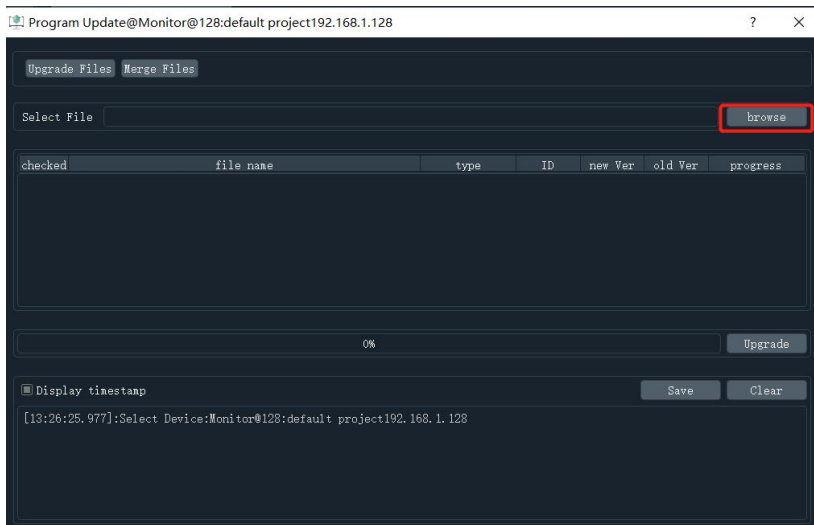 Program Update@Monitor@128:default project192.168.1.128 ? ×
Upgrade Files Merge Files
Select File browse
checked file name type ID new Ver old Ver progress
0% Upgrade
Display timestamp Save Clear
[13:26:25.977]:Select Device:Monitor@128:default project192.168.1.128